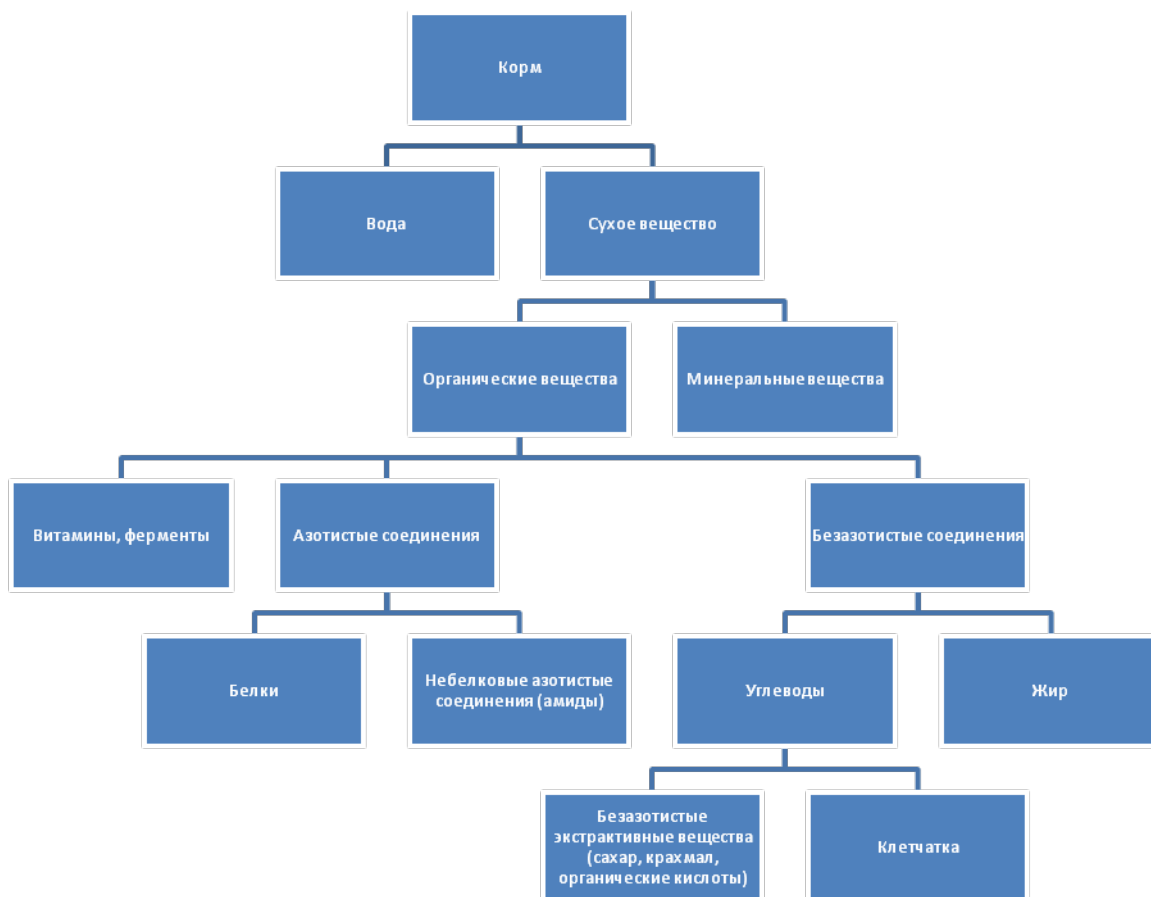 Корм
Вода
Сухое вещество
Органические вещества
Минеральные вещества
Витамины, ферменты
Азотистые соединения
Безазотистые соединения
Белки
Небелковые азотистые
соединения (амиды)
Углеводы
Жир
Безазотистые
экстрактивные вещества
(сахар, крахмал,
органические кислоты)
Клетчатка